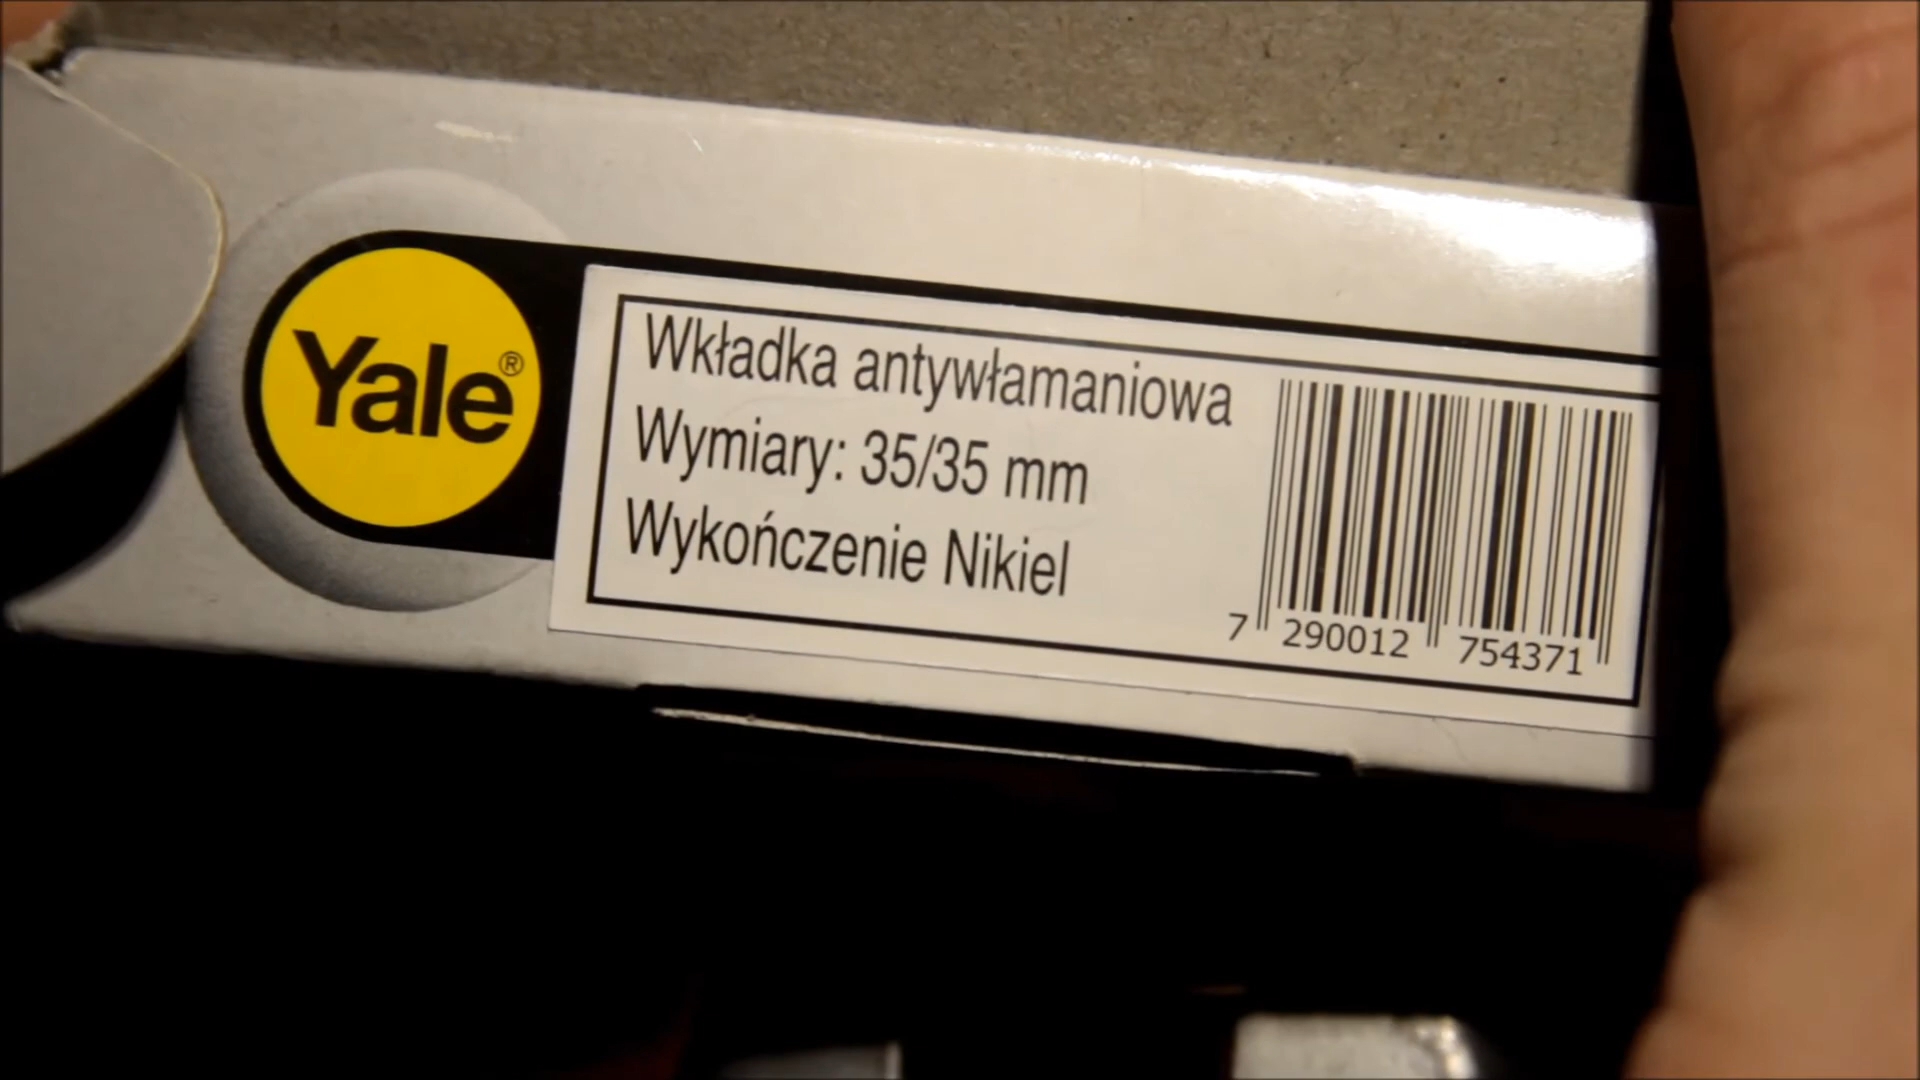 Yale®
Wkładka antywłamaniowa
Wymiary: 35/35 mm
Wykończenie Nikiel
7 290012 754371